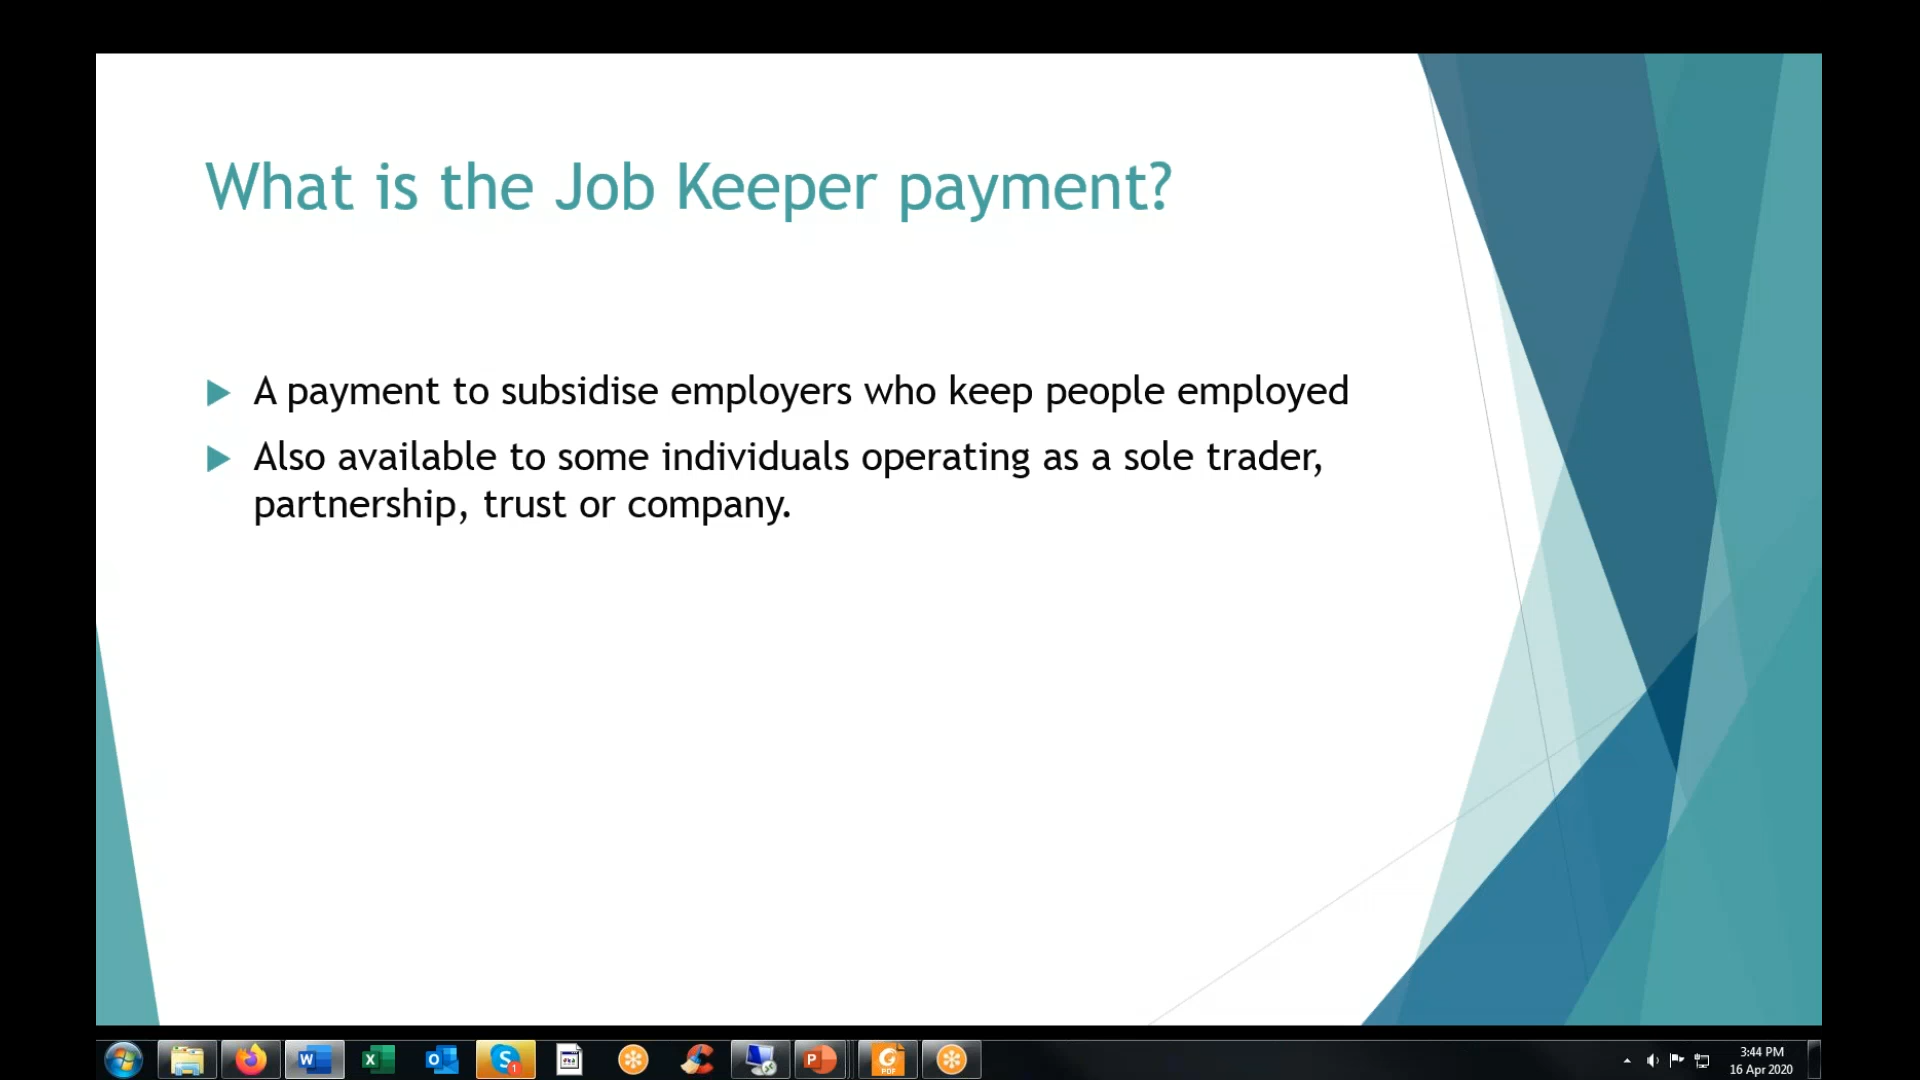 What is the Job Keeper payment?
A payment to subsidise employers who keep people employed
Also available to some individuals operating as a sole trader,
partnership, trust or company.
3:44 PM
16 Apr 2020